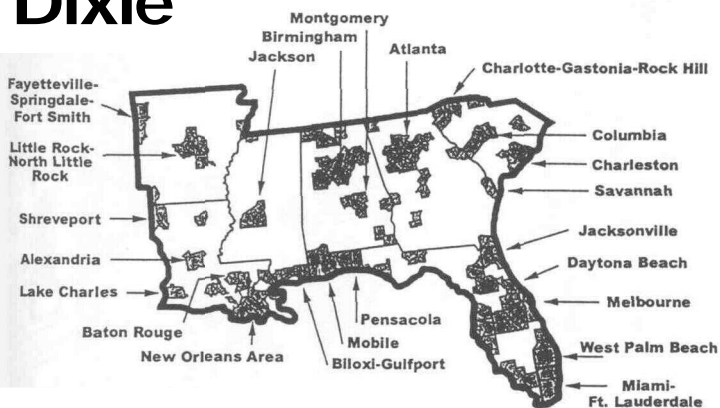 Dixie
Montgomery
Birmingham
Jackson
Atlanta
Charlotte-Gastonia-Rock Hill
Fayetteville-
Springdale-
Fort Smith
Little Rock-
North Little
Rock
Shreveport
Alexandria
Lake Charles
Baton Rouge
New Orleans Area
Columbia
Charleston
Savannah
Jacksonville
Daytona Beach
Melbourne
West Palm Beach
Miami-
Ft. Lauderdale
Pensacola
Mobile
Biloxi-Gulfport